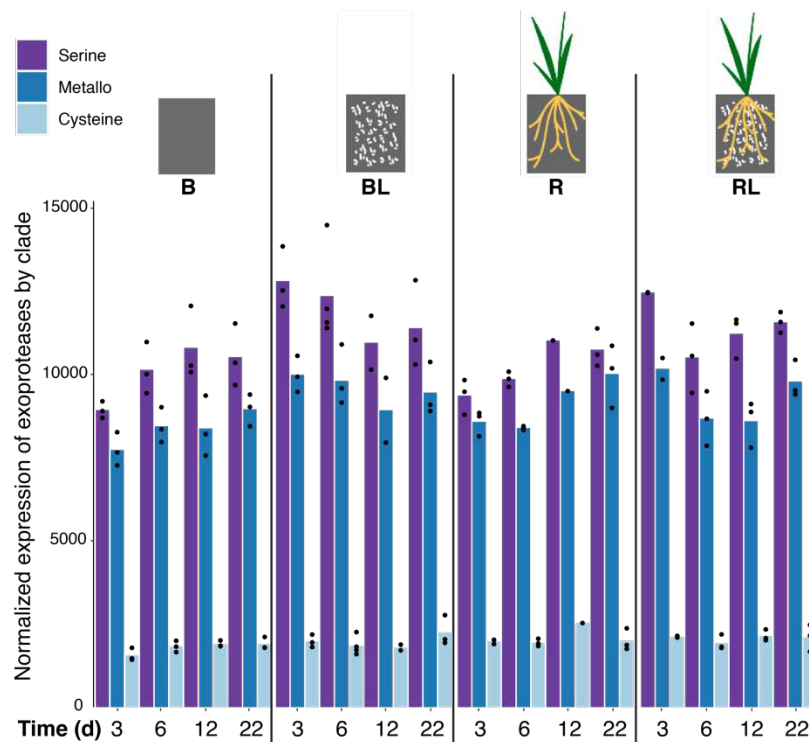 Serine
Metallo
Cysteine
B
BL
R
RL
Normalized expression of exoproteases by clade
15000
10000
5000
0
Time (d) 3 6 12 22 3 6 12 22 3 6 12 22 3 6 12 22